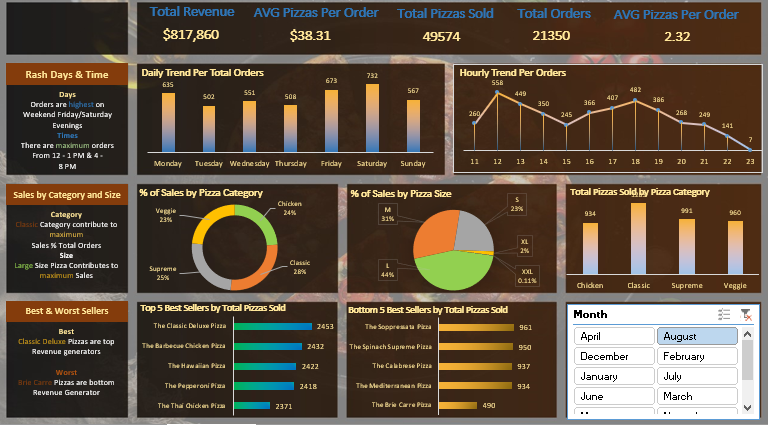 Total Revenue
AVG Pizzas Per Order
Total Pizzas Sold
Total Orders
AVG Pizzas Per Order
$817,860
$38.31
49574
21350
2.32
Rash Days & Time
Days
Orders are highest on
Weekend Friday/Saturday
Evenings
Times
There are maximum orders
From 12 - 1 PM & 4 -
8 PM
Daily Trend Per Total Orders
635
502
551
508
673
732
567
Monday
Tuesday
Wednesday
Thursday
Friday
Saturday
Sunday
Hourly Trend Per Orders
260
558
449
350
245
366
407
482
386
268
249
141
7
11
12
13
14
15
16
17
18
19
20
21
22
23
Sales by Category and Size
Category
Classic Category contribute to
maximum
Sales % Total Orders
Size
Large Size Pizza Contributes to
maximum Sales
% of Sales by Pizza Category
Veggie
23%
Chicken
24%
Supreme
25%
Classic
28%
% of Sales by Pizza Size
M
31%
S
23%
XL
2%
L
44%
XXL
0.11%
Total Pizzas Sold by Pizza Category
934
991
960
Chicken
Classic
Supreme
Veggie
Best & Worst Sellers
Best
Classic Deluxe Pizzas are top
Revenue generators
Worst
Brie Carre Pizzas are bottom
Revenue Generator
Top 5 Best Sellers by Total Pizzas Sold
The Classic Deluxe Pizza 2453
The Barbecue Chicken Pizza 2432
The Hawaiian Pizza 2422
The Pepperoni Pizza 2418
The Thai Chicken Pizza 2371
Bottom 5 Best Sellers by Total Pizzas Sold
The Soppressata Pizza 961
The Spinach Supreme Pizza 950
The Calabrese Pizza 937
The Mediterranean Pizza 934
The Brie Carre Pizza 490
Month
April
August
December
February
January
July
June
March